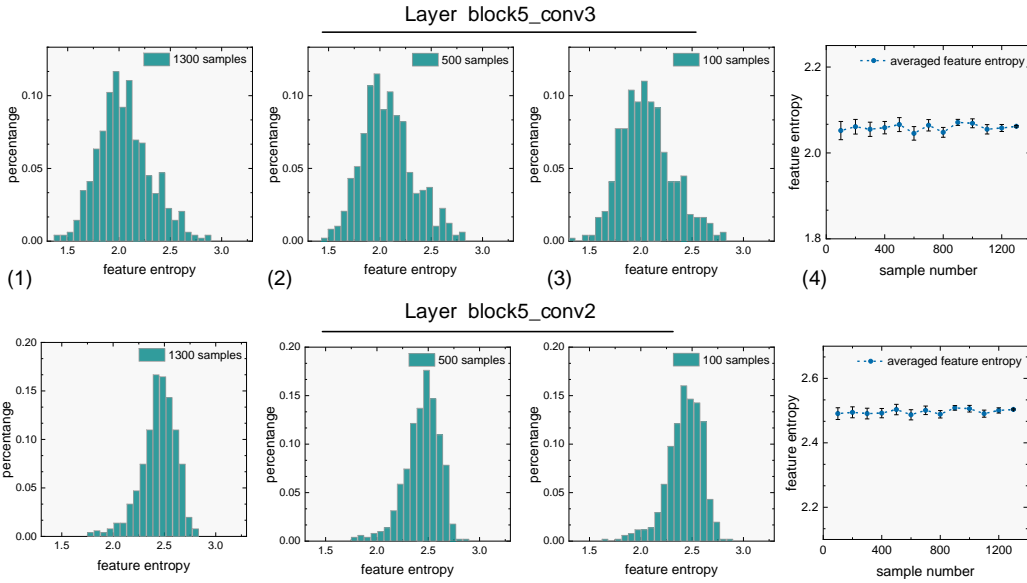 Layer block5_conv3
1300 samples
percentange
0.10
0.05
0.00
1.5 2.0 2.5 3.0
feature entropy
(1)
500 samples
percentange
0.10
0.05
0.00
1.5 2.0 2.5 3.0
feature entropy
(2)
100 samples
percentange
0.10
0.05
0.00
1.5 2.0 2.5 3.0
feature entropy
(3)
averaged feature entropy
feature entropy
2.2
2.0
1.8
0 400 800 1200
sample number
(4)
Layer block5_conv2
1300 samples
percentange
0.20
0.15
0.10
0.05
0.00
1.5 2.0 2.5 3.0
feature entropy
500 samples
percentange
0.20
0.15
0.10
0.05
0.00
1.5 2.0 2.5 3.0
feature entropy
100 samples
percentange
0.20
0.15
0.10
0.05
0.00
1.5 2.0 2.5 3.0
feature entropy
averaged feature entropy
feature entropy
2.6
2.4
2.2
0 400 800 1200
sample number